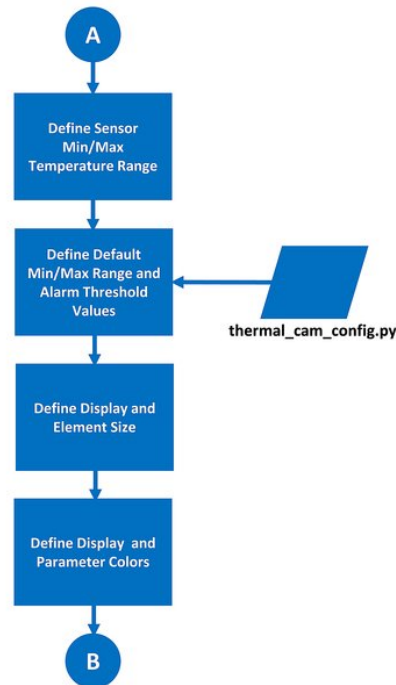 A
Define Sensor
Min/Max
Temperature Range
Define Default
Min/Max Range and
Alarm Threshold
Values
thermal_cam_config.py
Define Display and
Element Size
Define Display and
Parameter Colors
B